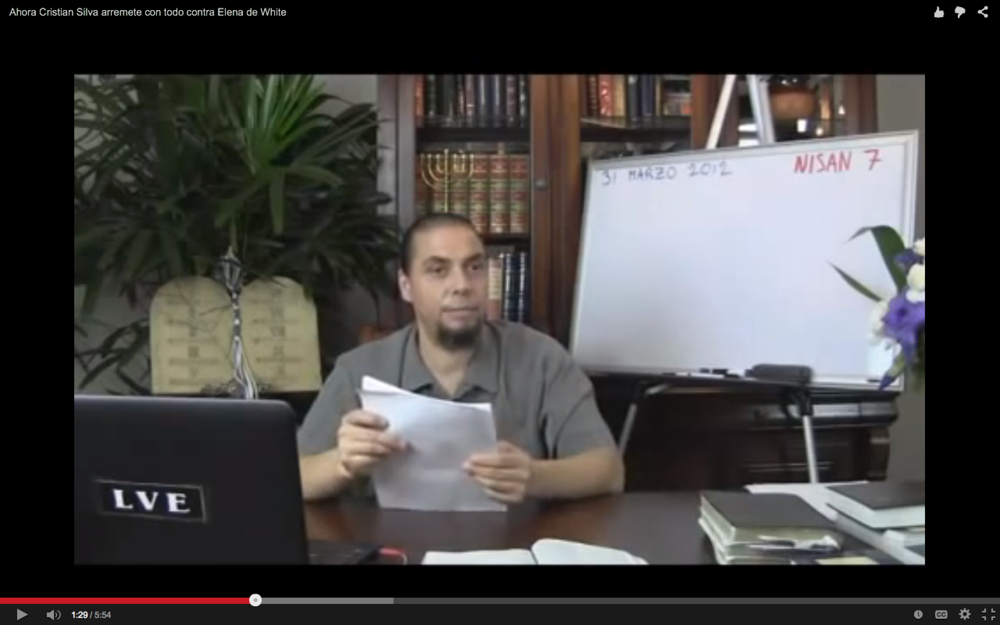 Ahora Cristian Silva arremete con todo contra Elena de White
31 MARZO 2012
NISAN 7
LVE
1:29 / 5:54
CC